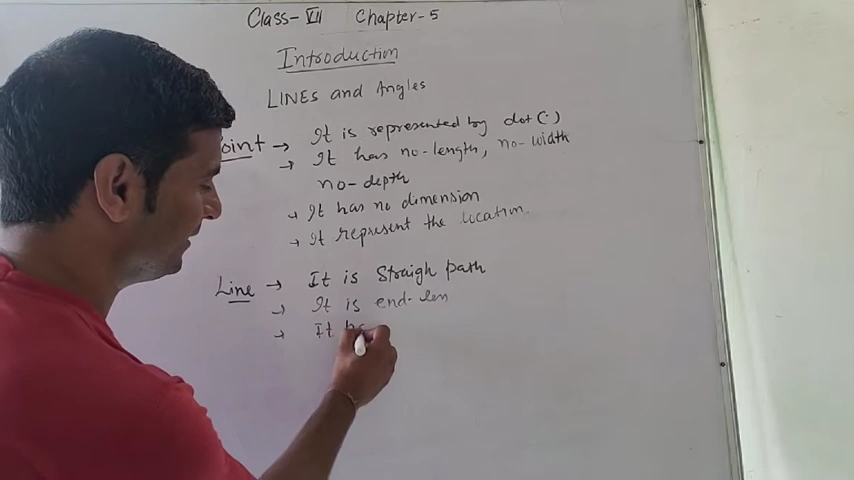 Class-VII Chapter-5
Introduction
LINES and Angles
oint → It is represented by dot (·)
→ It has no-length, no-width
no-depth
→ It has no dimension
→ It represent the location.
Line → It is Straigh path
→ It is end-len
→ It ha